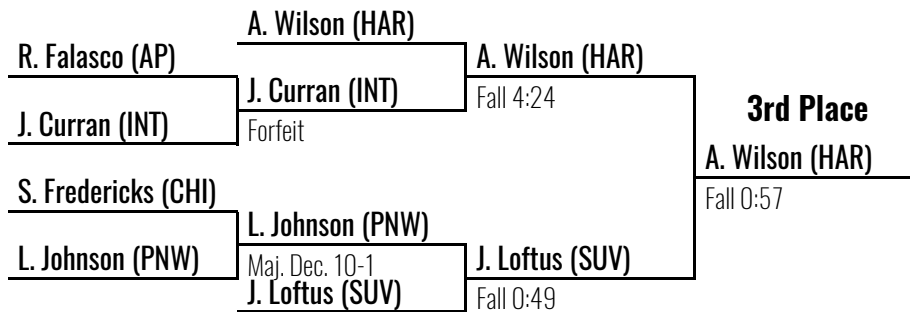 A. Wilson (HAR)
R. Falasco (AP)
A. Wilson (HAR)
J. Curran (INT)
Fall 4:24
3rd Place
J. Curran (INT)
Forfeit
A. Wilson (HAR)
S. Fredericks (CHI)
Fall 0:57
L. Johnson (PNW)
L. Johnson (PNW)
Maj. Dec. 10-1
J. Loftus (SUV)
J. Loftus (SUV)
Fall 0:49